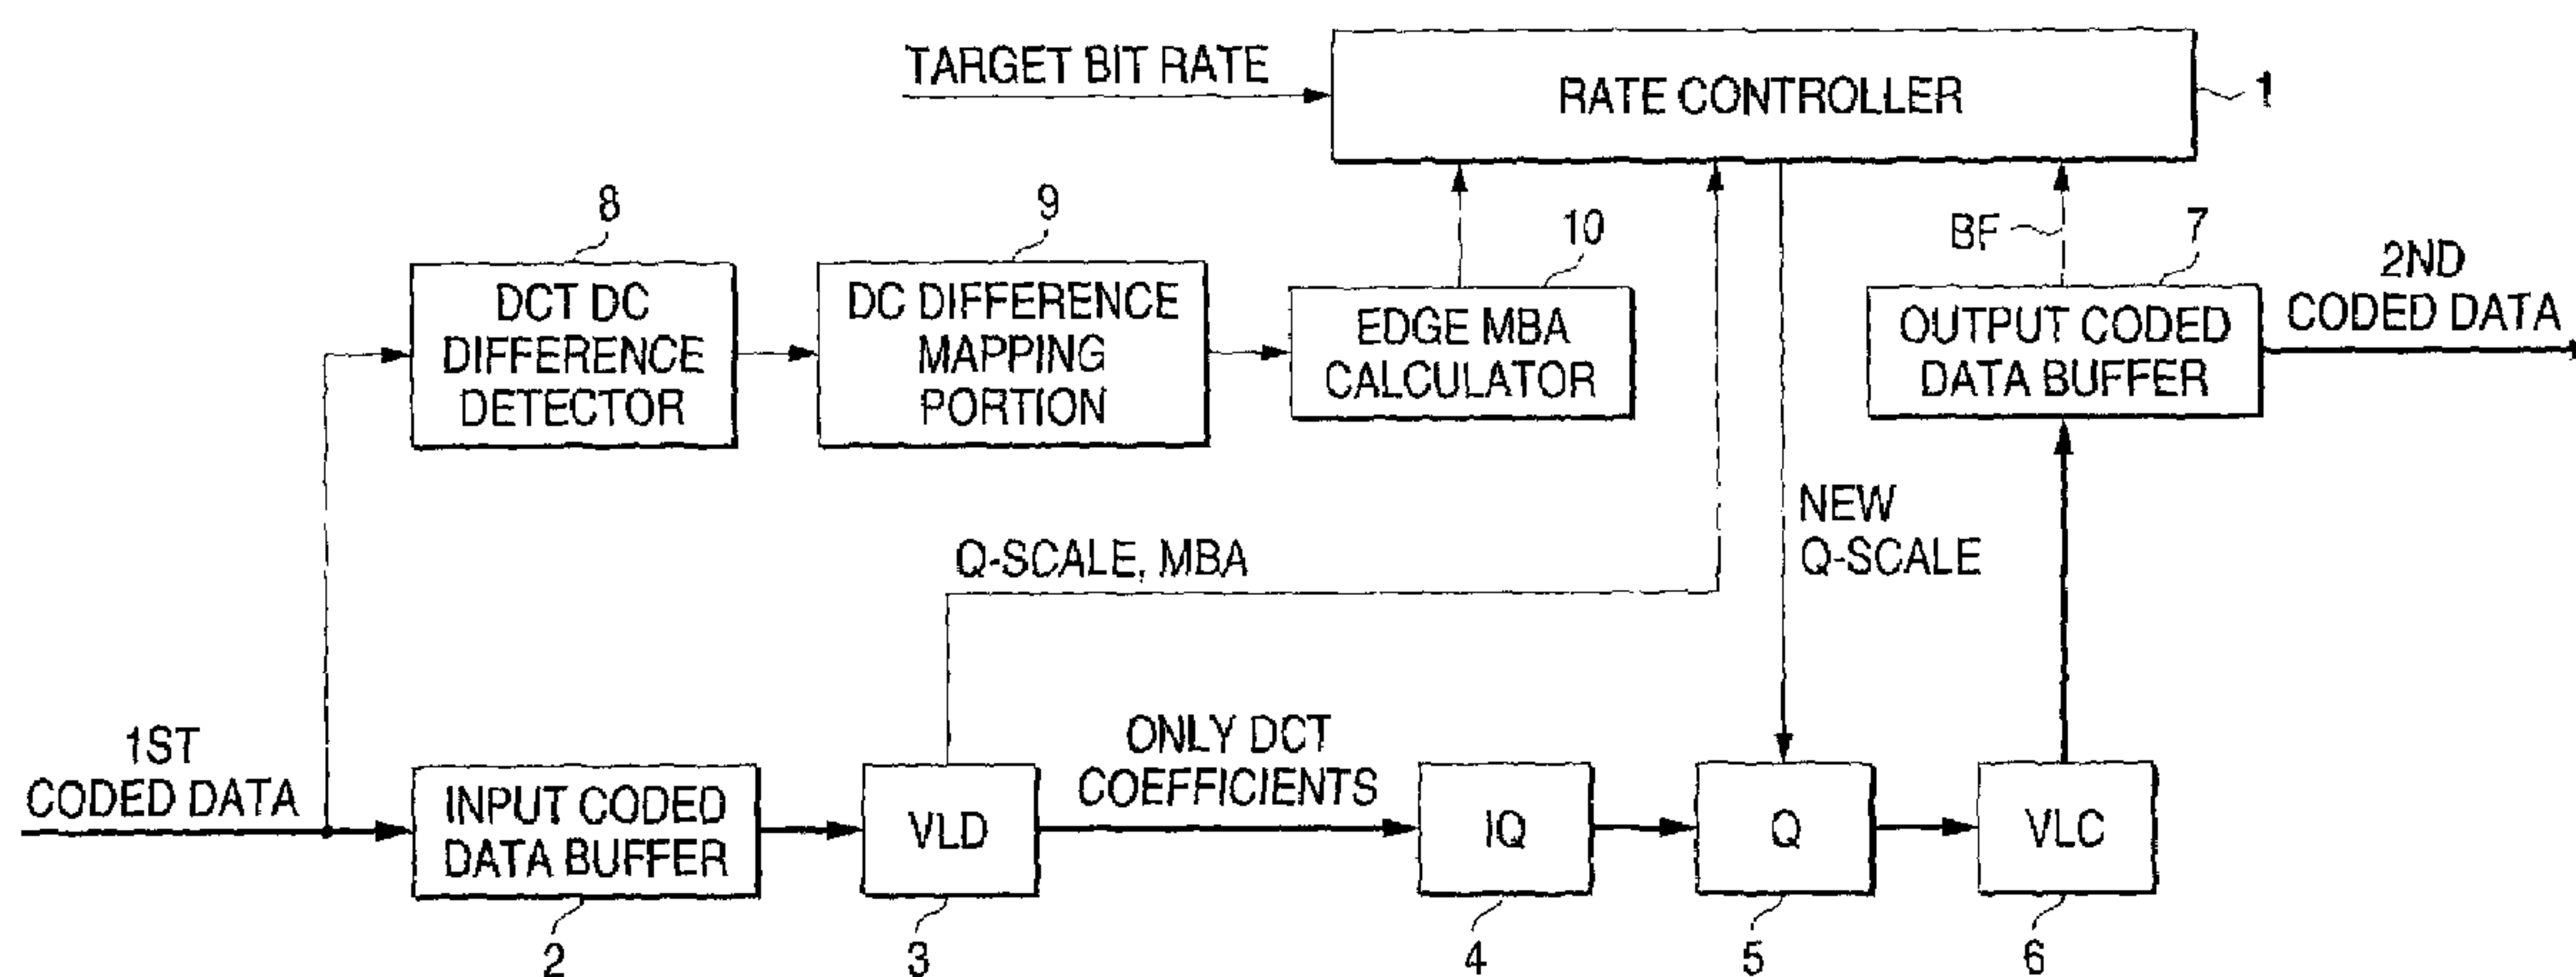 TARGET BIT RATE
RATE CONTROLLER
1
8
9
10
BF
7
DCT DC
DIFFERENCE
DETECTOR
DC DIFFERENCE
MAPPING
PORTION
EDGE MBA
CALCULATOR
OUTPUT CODED
DATA BUFFER
2ND
CODED DATA
Q-SCALE, MBA
NEW
Q-SCALE
1ST
CODED DATA
INPUT CODED
DATA BUFFER
VLD
ONLY DCT
COEFFICIENTS
IQ
Q
VLC
2
3
4
5
6